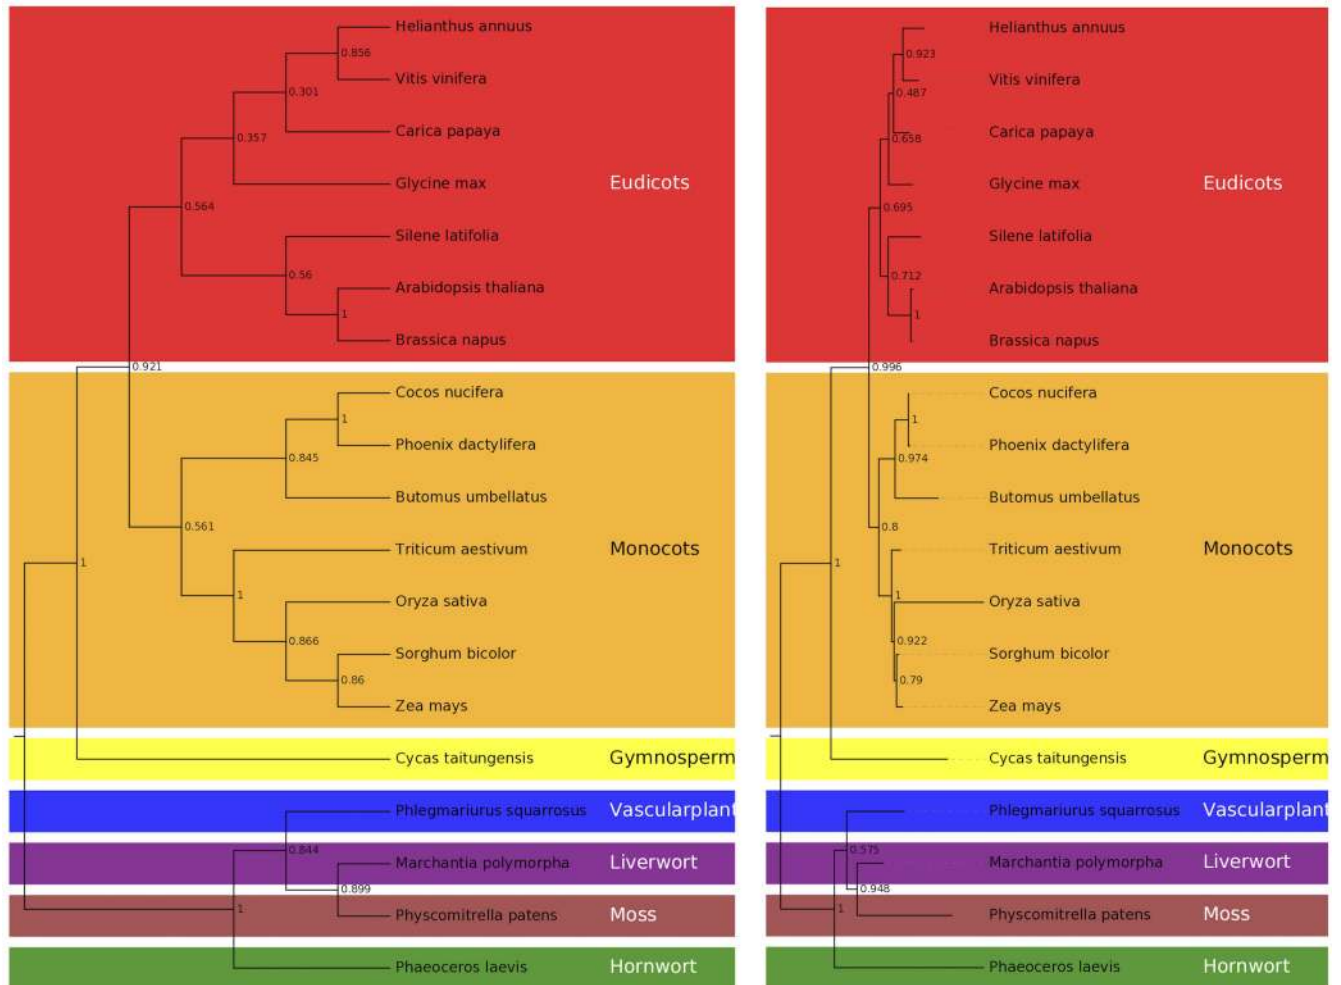 Helianthus annuus
0.856
Vitis vinifera
0.301
Carica papaya
0.357
Glycine max
Eudicots
0.564
Silene latifolia
0.56
Arabidopsis thaliana
1
Brassica napus
0.921
Cocos nucifera
1
Phoenix dactylifera
0.845
Butomus umbellatus
0.561
Triticum aestivum
Monocots
1
Oryza sativa
0.866
Sorghum bicolor
0.86
Zea mays
1
Cycas taitungensis
Gymnosperm
Phlegmariurus squarrosus
Vascularplant
0.844
Marchantia polymorpha
Liverwort
0.899
1
Physcomitrella patens
Moss
Phaeoceros laevis
Hornwort
Helianthus annuus
0.923
Vitis vinifera
0.487
Carica papaya
0.658
Glycine max
Eudicots
0.695
Silene latifolia
0.712
Arabidopsis thaliana
1
Brassica napus
0.996
Cocos nucifera
1
Phoenix dactylifera
0.974
Butomus umbellatus
0.8
Triticum aestivum
Monocots
1
Oryza sativa
0.922
Sorghum bicolor
0.79
Zea mays
1
Cycas taitungensis
Gymnosperm
Phlegmariurus squarrosus
Vascularplant
0.575
Marchantia polymorpha
Liverwort
0.948
1
Physcomitrella patens
Moss
Phaeoceros laevis
Hornwort